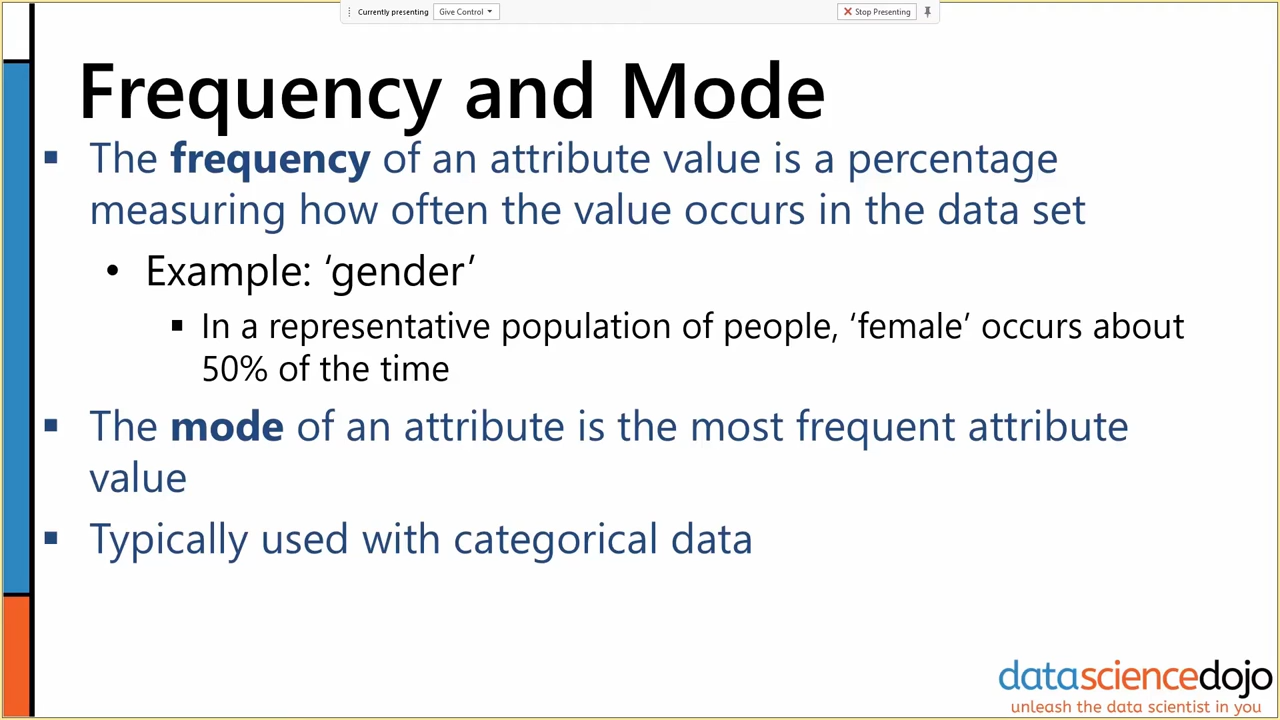 Currently presenting Give Control Stop Presenting
Frequency and Mode
▪ The frequency of an attribute value is a percentage
measuring how often the value occurs in the data set
• Example: ‘gender’
▪ In a representative population of people, ‘female’ occurs about
50% of the time
▪ The mode of an attribute is the most frequent attribute
value
▪ Typically used with categorical data
datasciencedojo
unleash the data scientist in you